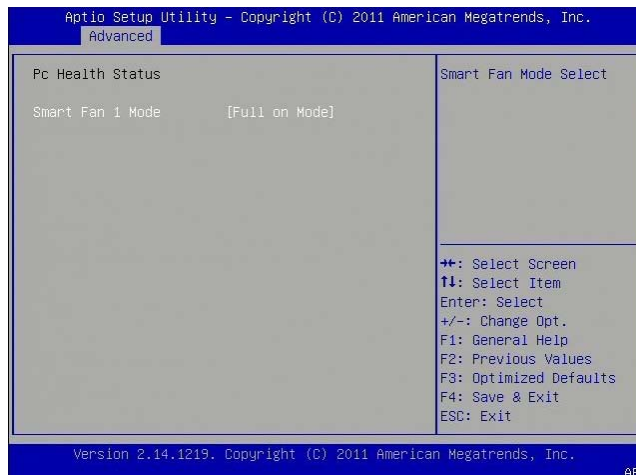 Aptio Setup Utility – Copyright (C) 2011 American Megatrends, Inc.
Advanced
Pc Health Status
Smart Fan 1 Mode [Full on Mode]
Smart Fan Mode Select
→←: Select Screen
↑↓: Select Item
Enter: Select
+/-: Change Opt.
F1: General Help
F2: Previous Values
F3: Optimized Defaults
F4: Save & Exit
ESC: Exit
Version 2.14.1219. Copyright (C) 2011 American Megatrends, Inc.